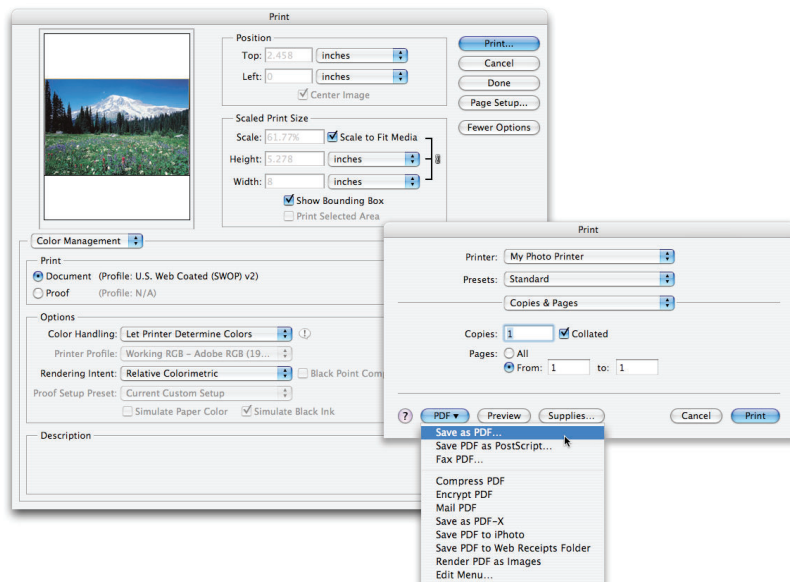 Print
Position
Top: 2.458 inches
Left: 0 inches
Center Image
Scaled Print Size
Scale: 61.77% Scale to Fit Media
Height: 5.278 inches
Width: 8 inches
Show Bounding Box
Print Selected Area
Print...
Cancel
Done
Page Setup...
Fewer Options
Color Management
Print
Document (Profile: U.S. Web Coated (SWOP) v2)
Proof (Profile: N/A)
Options
Color Handling: Let Printer Determine Colors
Printer Profile: Working RGB - Adobe RGB (19...
Rendering Intent: Relative Colorimetric Black Point Comp
Proof Setup Preset: Current Custom Setup
Simulate Paper Color Simulate Black Ink
Description
Print
Printer: My Photo Printer
Presets: Standard
Copies & Pages
Copies: 1 Collated
Pages: All
From: 1 to: 1
? PDF ▾ Preview Supplies... Cancel Print
Save as PDF...
Save PDF as PostScript...
Fax PDF...
Compress PDF
Encrypt PDF
Mail PDF
Save as PDF-X
Save PDF to iPhoto
Save PDF to Web Receipts Folder
Render PDF as Images
Edit Menu...